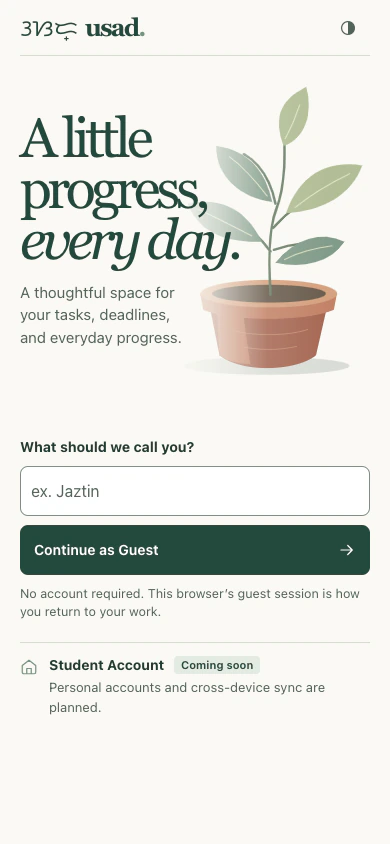 usad.
A little
progress,
every day.
A thoughtful space for
your tasks, deadlines,
and everyday progress.
What should we call you?
ex. Jaztin
Continue as Guest
No account required. This browser’s guest session is how
you return to your work.
Student Account Coming soon
Personal accounts and cross-device sync are
planned.